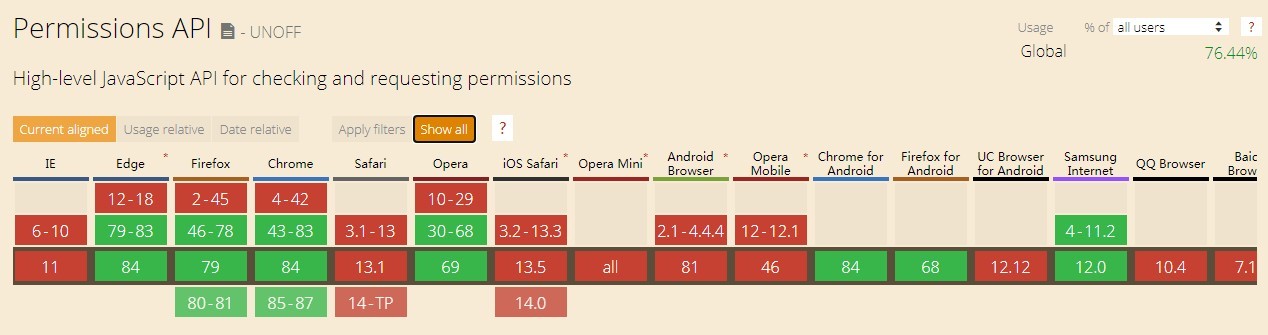 Permissions API - UNOFF
Usage % of all users ?
Global 76.44%
High-level JavaScript API for checking and requesting permissions
Current aligned Usage relative Date relative Apply filters Show all ?
IE Edge * Firefox Chrome Safari Opera iOS Safari * Opera Mini * Android Browser * Opera Mobile * Chrome for Android Firefox for Android UC Browser for Android Samsung Internet QQ Browser
12-18 2-45 4-42 10-29
6-10 79-83 46-78 43-83 3.1-13 30-68 3.2-13.3 2.1-4.4.4 12-12.1 4-11.2
11 84 79 84 13.1 69 13.5 all 81 46 84 68 12.12 12.0 10.4 7.1
80-81 85-87 14-TP 14.0